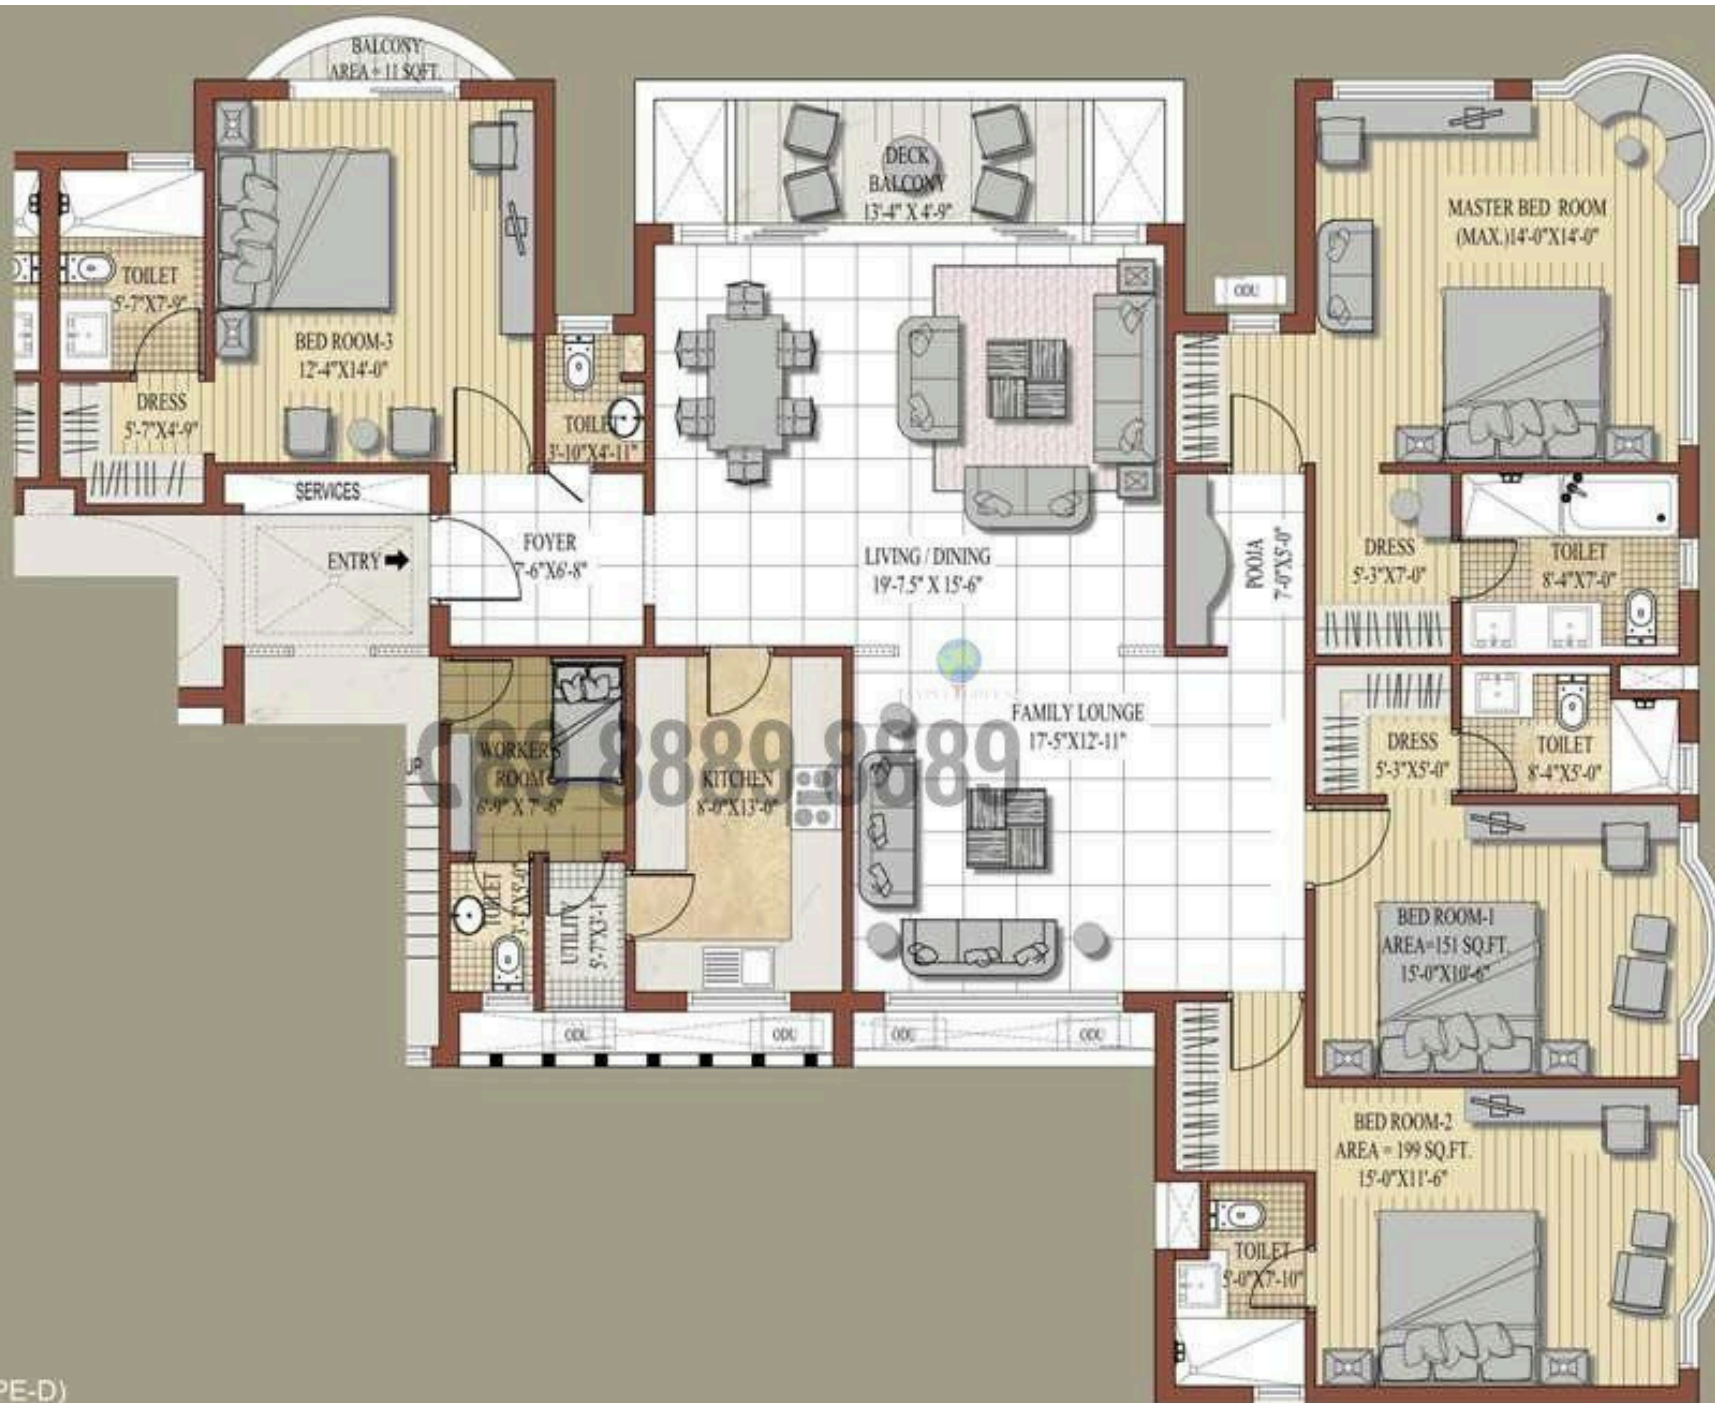 BALCONY
AREA = 11 SQFT.
DECK
BALCONY
13'-4" X 4'-9"
MASTER BED ROOM
(MAX.)14'-0"X14'-0"
TOILET
5'-7"X7'-9"
ODU
BED ROOM-3
12'-4"X14'-0"
DRESS
5'-7"X4'-9"
TOILET
3'-10"X4'-11"
SERVICES
ENTRY
FOYER
7'-6"X6'-8"
LIVING / DINING
19'-7.5" X 15'-6"
POOJA
7'-0"X5'-0"
DRESS
5'-3"X7'-0"
TOILET
8'-4"X7'-0"
FAMILY LOUNGE
17'-5"X12'-11"
DRESS
5'-3"X5'-0"
TOILET
8'-4"X5'-0"
UP
WORKER'S
ROOM
6'-9" X 7'-6"
KITCHEN
8'-0"X13'-0"
89 8889 8689
TOILET
UTILITY
5'-7"X3'-1"
BED ROOM-1
AREA=151 SQ.FT.
15'-0"X10'-6"
ODU
ODU
ODU
ODU
BED ROOM-2
AREA = 199 SQ.FT.
15'-0"X11'-6"
TOILET
5'-0"X7'-10"
PE-D)